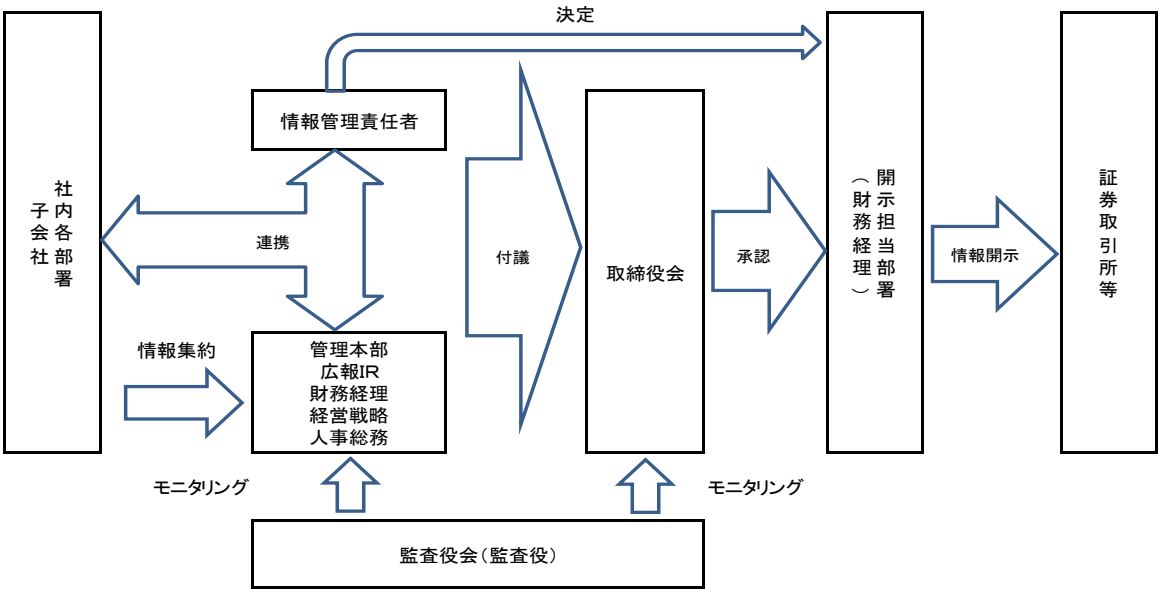 決定
情報管理責任者
社内各部署
子会社
連携
付議
取締役会
承認
開示担当部署
（財務経理）
情報開示
証券取引所等
情報集約
管理本部
広報IR
財務経理
経営戦略
人事総務
モニタリング
モニタリング
監査役会（監査役）